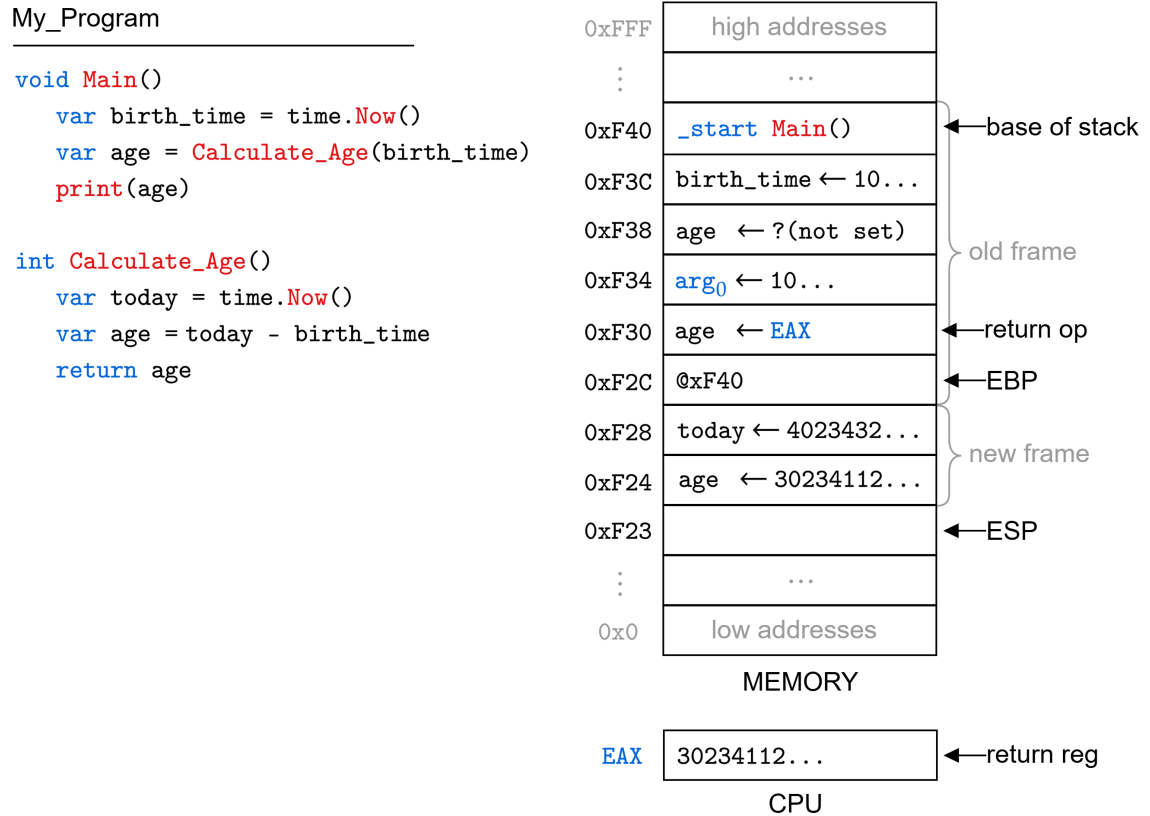 My_Program
void Main()
var birth_time = time.Now()
var age = Calculate_Age(birth_time)
print(age)
int Calculate_Age()
var today = time.Now()
var age = today - birth_time
return age
0xFFF high addresses
⋮ ...
0xF40 _start Main() ←base of stack
0xF3C birth_time ← 10...
0xF38 age ← ?(not set)
old frame
0xF34 arg₀ ← 10...
0xF30 age ← EAX ←return op
0xF2C @xF40 ←EBP
0xF28 today ← 4023432...
new frame
0xF24 age ← 30234112...
0xF23 ←ESP
⋮ ...
0x0 low addresses
MEMORY
EAX 30234112... ←return reg
CPU